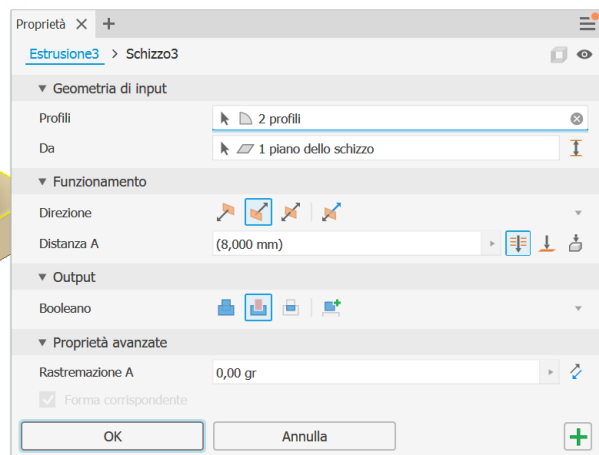 Proprietà
Estrusione3 > Schizzo3
Geometria di input
Profili 2 profili
Da 1 piano dello schizzo
Funzionamento
Direzione
Distanza A (8,000 mm)
Output
Booleano
Proprietà avanzate
Rastremazione A 0,00 gr
Forma corrispondente
OK Annulla